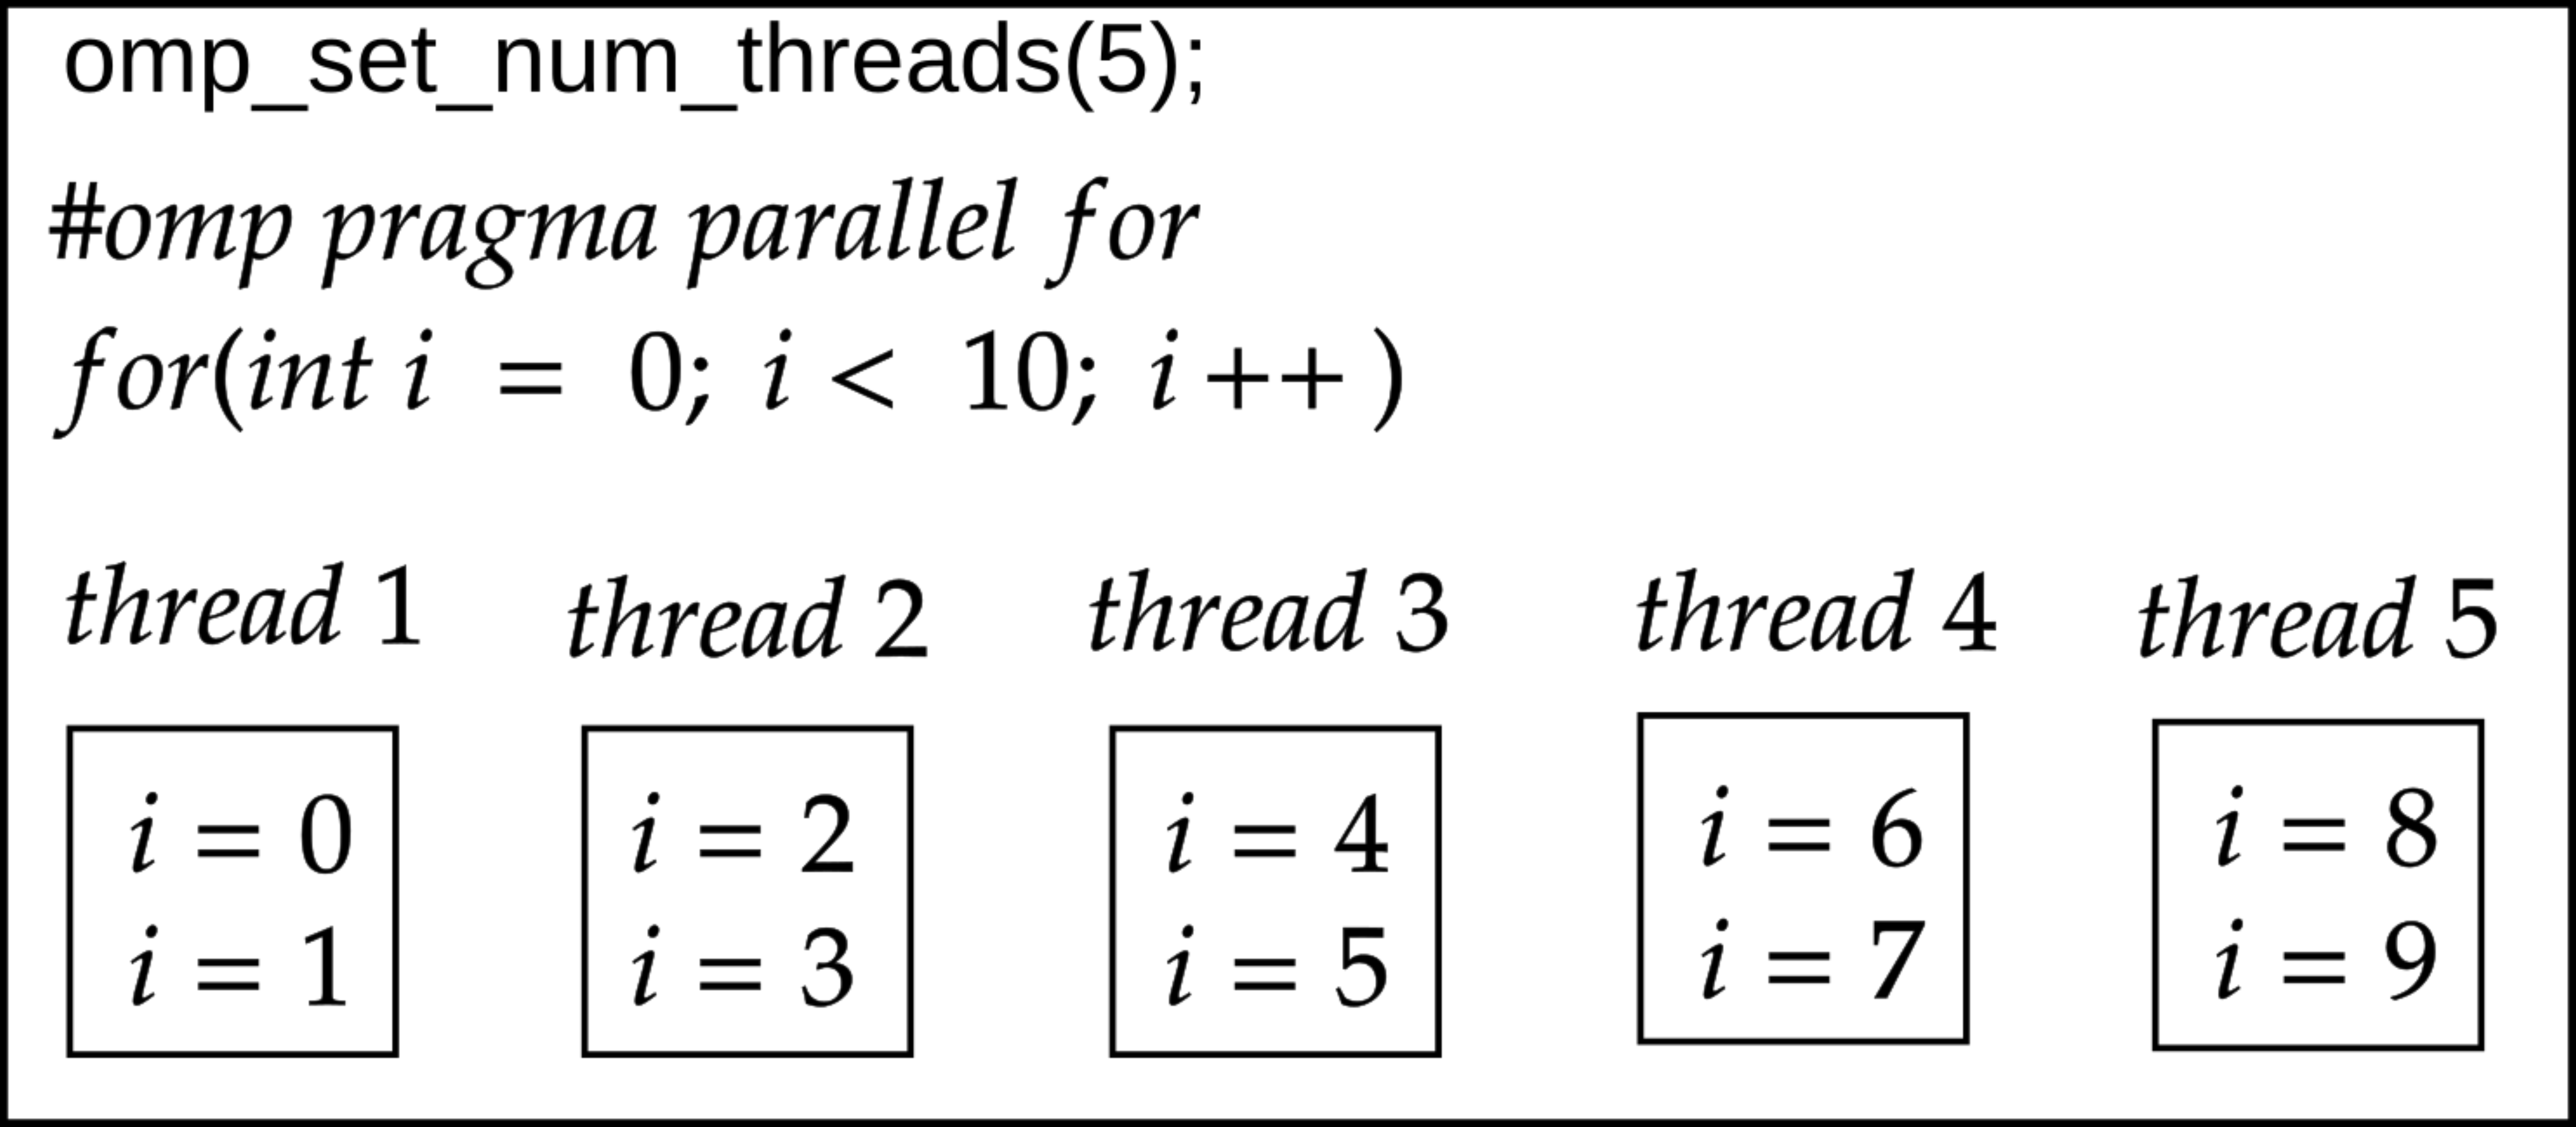 omp_set_num_threads(5);
#omp pragma parallel for
for(int i = 0; i < 10; i ++ )
thread 1 thread 2 thread 3 thread 4 thread 5
i = 0 i = 2 i = 4 i = 6 i = 8
i = 1 i = 3 i = 5 i = 7 i = 9